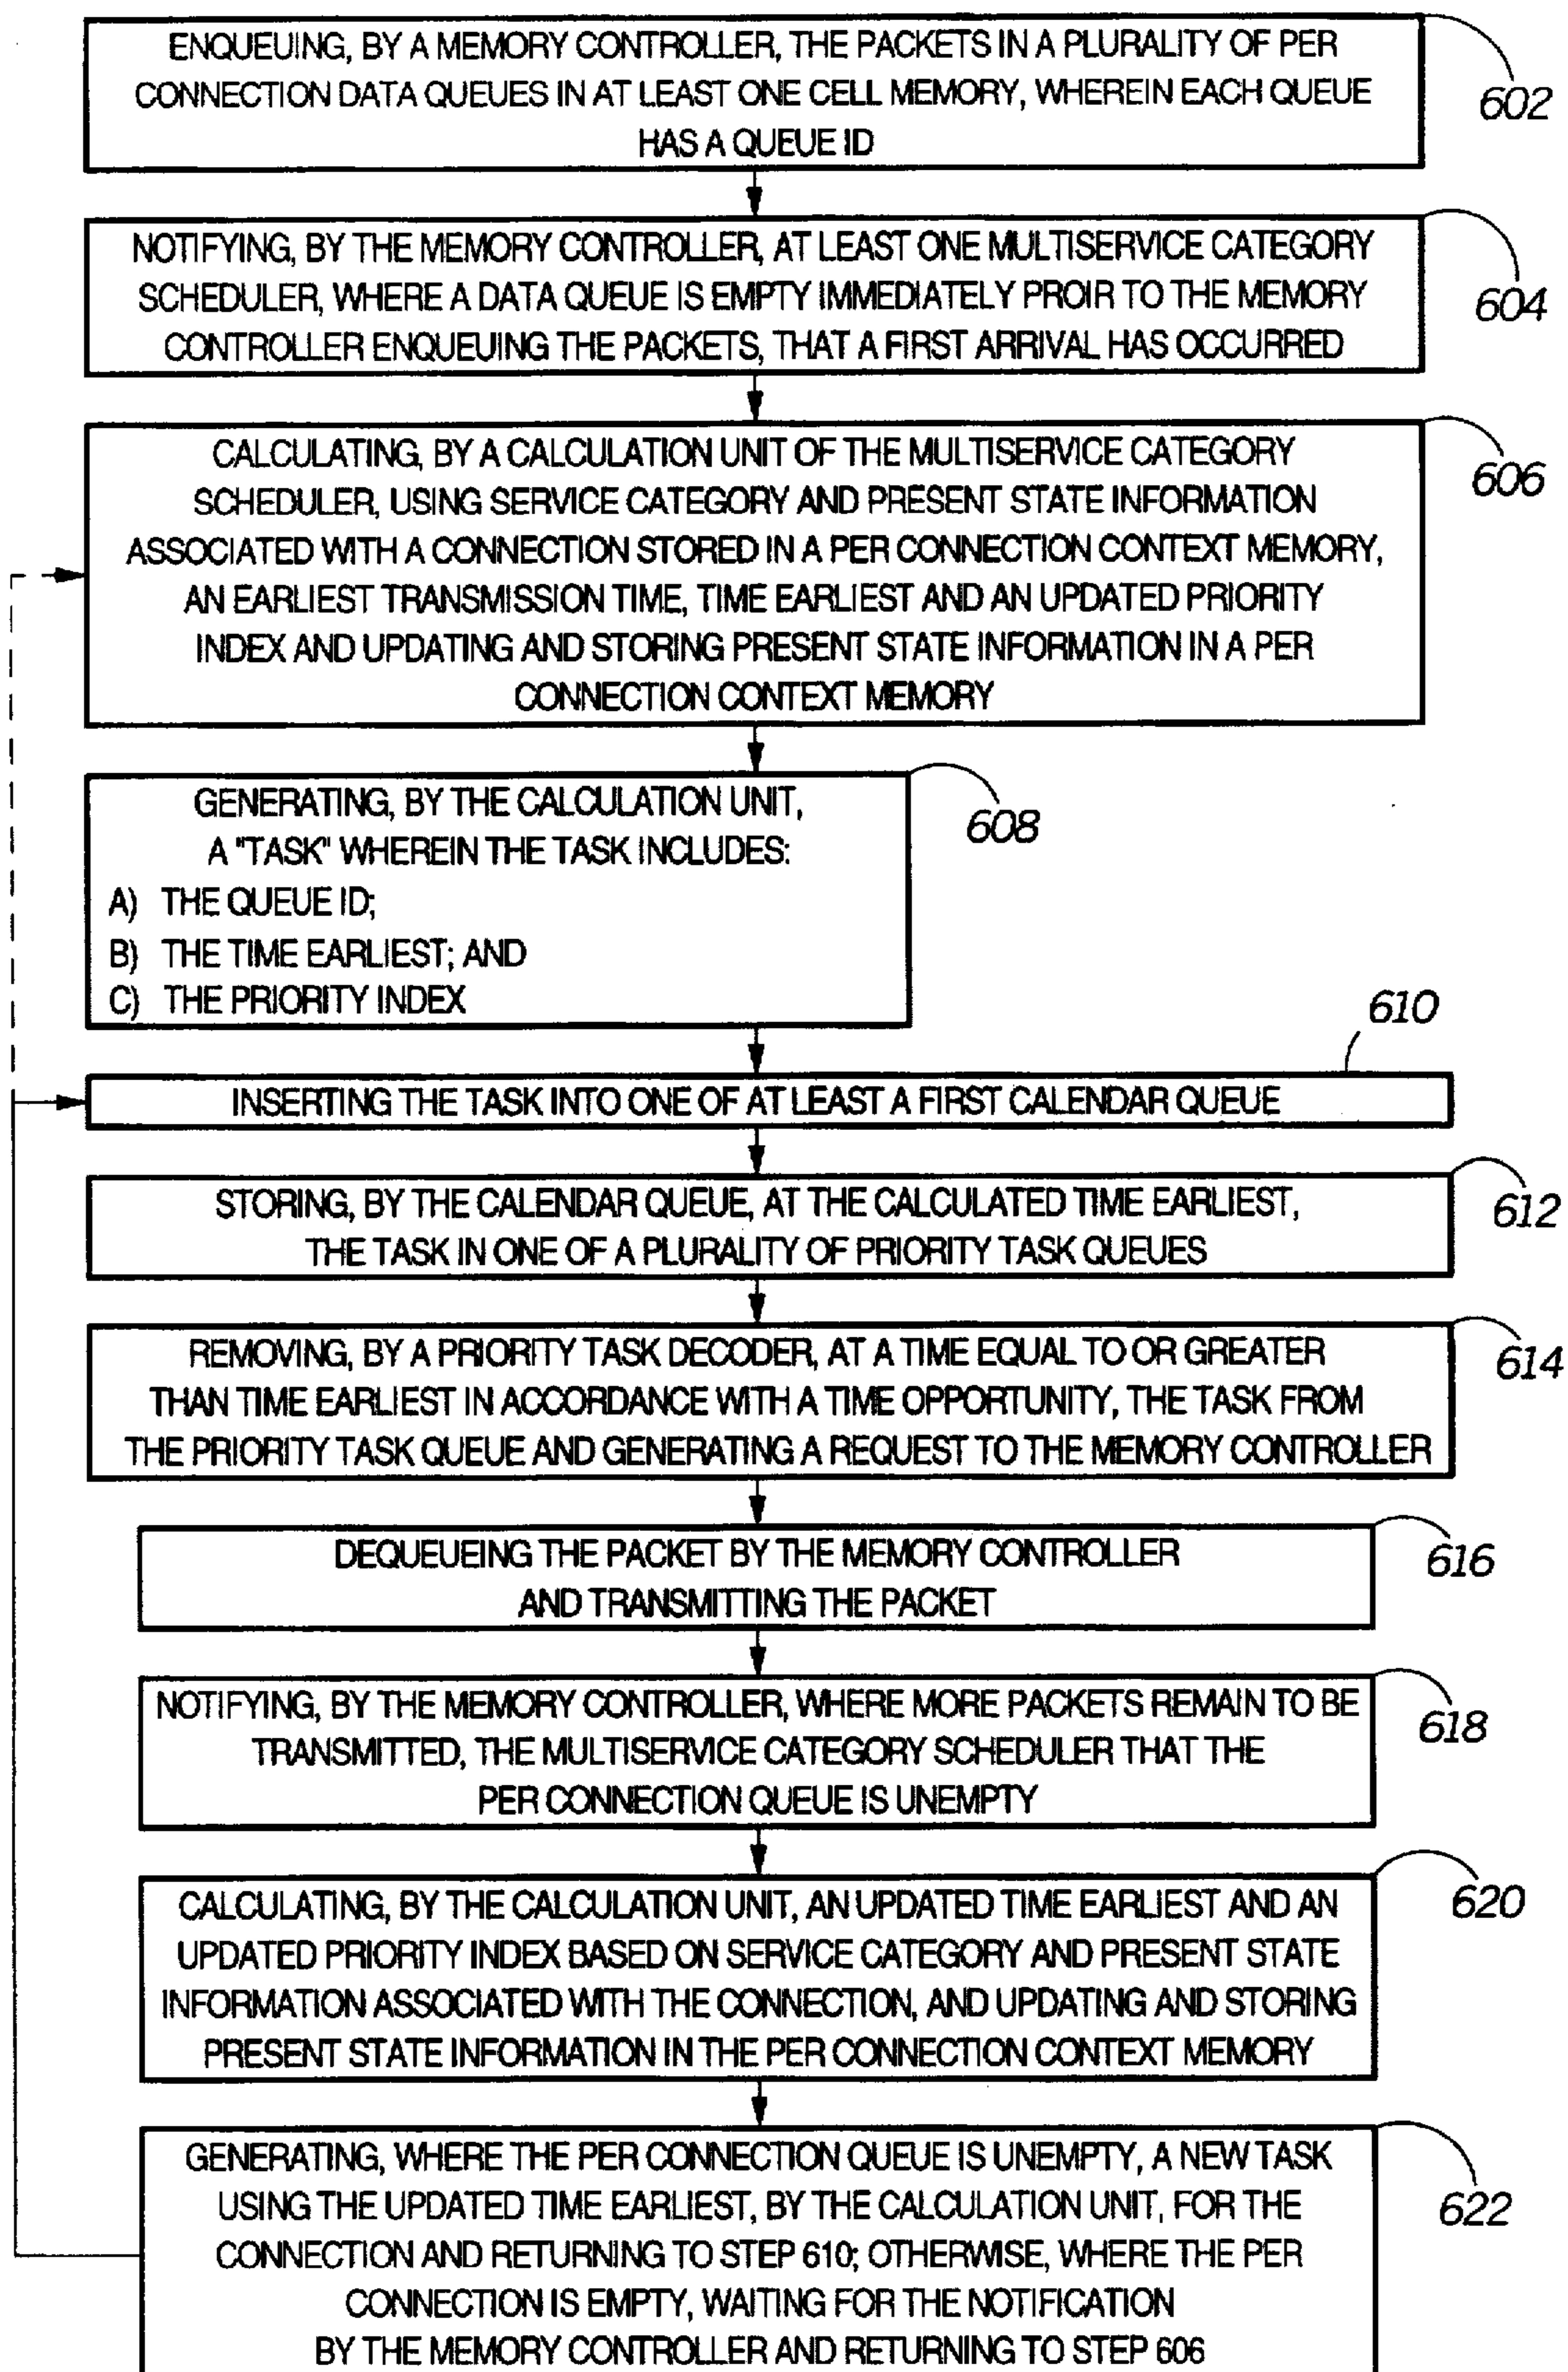 ENQUEUING, BY A MEMORY CONTROLLER, THE PACKETS IN A PLURALITY OF PER
CONNECTION DATA QUEUES IN AT LEAST ONE CELL MEMORY, WHEREIN EACH QUEUE
HAS A QUEUE ID
602
NOTIFYING, BY THE MEMORY CONTROLLER, AT LEAST ONE MULTISERVICE CATEGORY
SCHEDULER, WHERE A DATA QUEUE IS EMPTY IMMEDIATELY PROIR TO THE MEMORY
CONTROLLER ENQUEUING THE PACKETS, THAT A FIRST ARRIVAL HAS OCCURRED
604
CALCULATING, BY A CALCULATION UNIT OF THE MULTISERVICE CATEGORY
SCHEDULER, USING SERVICE CATEGORY AND PRESENT STATE INFORMATION
ASSOCIATED WITH A CONNECTION STORED IN A PER CONNECTION CONTEXT MEMORY,
AN EARLIEST TRANSMISSION TIME, TIME EARLIEST AND AN UPDATED PRIORITY
INDEX AND UPDATING AND STORING PRESENT STATE INFORMATION IN A PER
CONNECTION CONTEXT MEMORY
606
GENERATING, BY THE CALCULATION UNIT,
A "TASK" WHEREIN THE TASK INCLUDES:
A) THE QUEUE ID;
B) THE TIME EARLIEST; AND
C) THE PRIORITY INDEX
608
610
INSERTING THE TASK INTO ONE OF AT LEAST A FIRST CALENDAR QUEUE
STORING, BY THE CALENDAR QUEUE, AT THE CALCULATED TIME EARLIEST,
THE TASK IN ONE OF A PLURALITY OF PRIORITY TASK QUEUES
612
REMOVING, BY A PRIORITY TASK DECODER, AT A TIME EQUAL TO OR GREATER
THAN TIME EARLIEST IN ACCORDANCE WITH A TIME OPPORTUNITY, THE TASK FROM
THE PRIORITY TASK QUEUE AND GENERATING A REQUEST TO THE MEMORY CONTROLLER
614
DEQUEUEING THE PACKET BY THE MEMORY CONTROLLER
AND TRANSMITTING THE PACKET
616
NOTIFYING, BY THE MEMORY CONTROLLER, WHERE MORE PACKETS REMAIN TO BE
TRANSMITTED, THE MULTISERVICE CATEGORY SCHEDULER THAT THE
PER CONNECTION QUEUE IS UNEMPTY
618
CALCULATING, BY THE CALCULATION UNIT, AN UPDATED TIME EARLIEST AND AN
UPDATED PRIORITY INDEX BASED ON SERVICE CATEGORY AND PRESENT STATE
INFORMATION ASSOCIATED WITH THE CONNECTION, AND UPDATING AND STORING
PRESENT STATE INFORMATION IN THE PER CONNECTION CONTEXT MEMORY
620
GENERATING, WHERE THE PER CONNECTION QUEUE IS UNEMPTY, A NEW TASK
USING THE UPDATED TIME EARLIEST, BY THE CALCULATION UNIT, FOR THE
CONNECTION AND RETURNING TO STEP 610; OTHERWISE, WHERE THE PER
CONNECTION IS EMPTY, WAITING FOR THE NOTIFICATION
BY THE MEMORY CONTROLLER AND RETURNING TO STEP 606
622